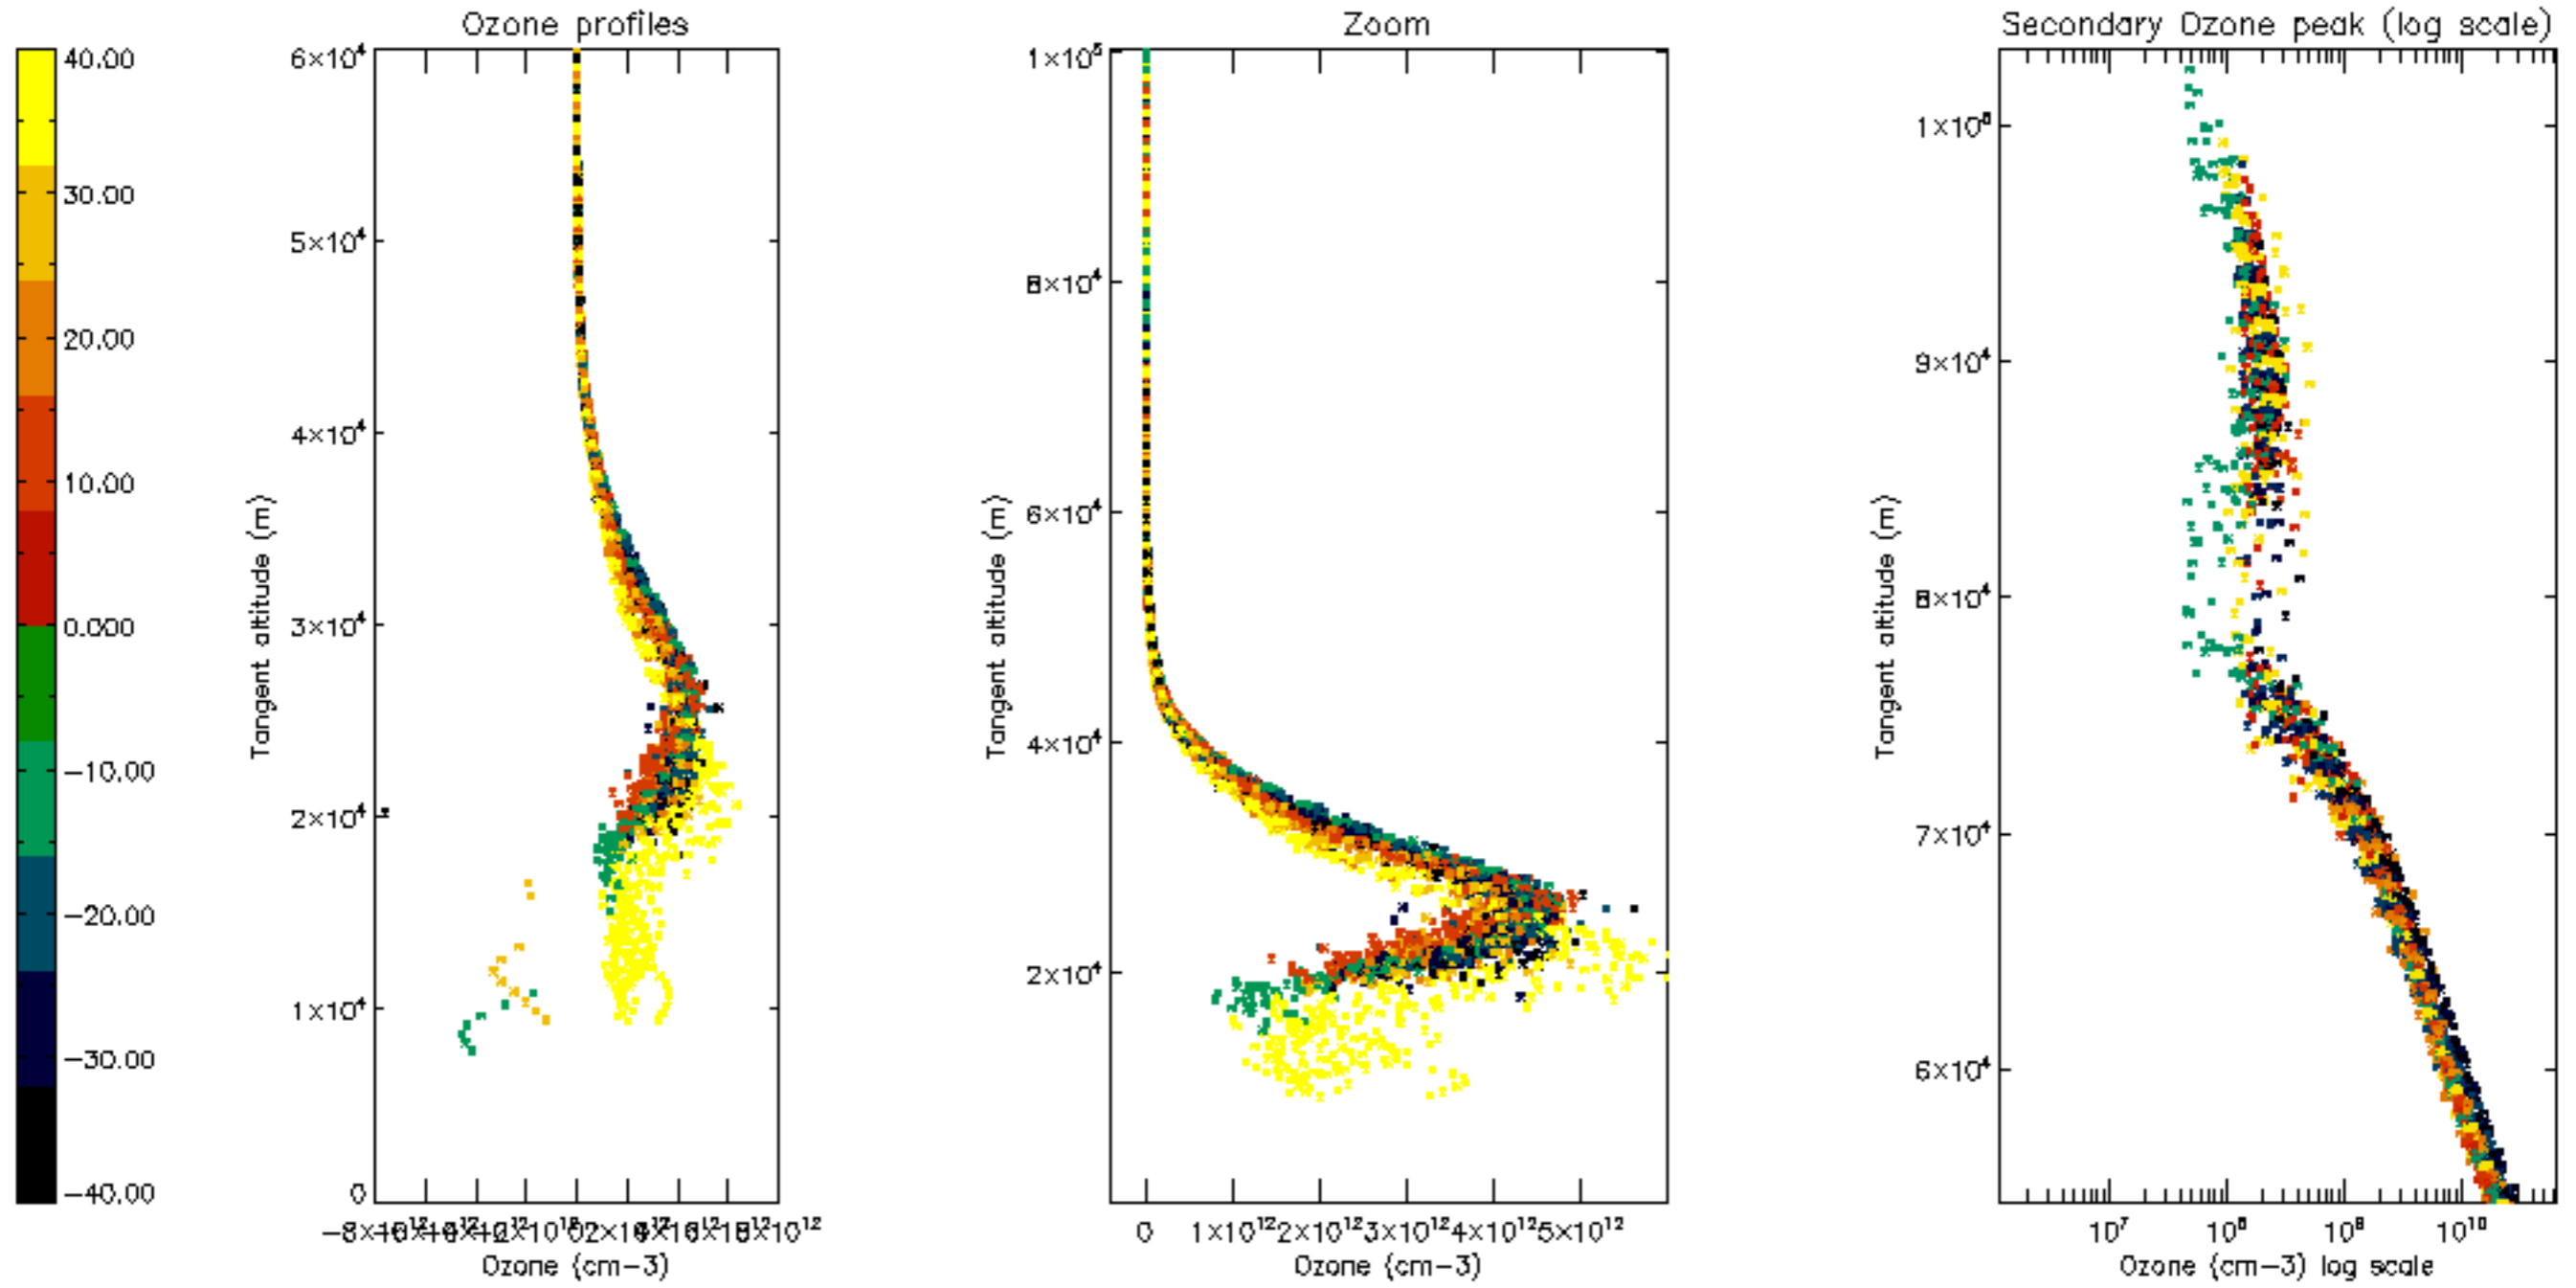 Ozone profiles
Zoom
Secondary Ozone peak (log scale)
40.00
30.00
20.00
10.00
0.000
−10.00
−20.00
−30.00
−40.00
6×10⁴
5×10⁴
4×10⁴
3×10⁴
2×10⁴
1×10⁴
0
Tangent altitude (m)
Ozone (cm−3)
1×10⁵
8×10⁴
6×10⁴
4×10⁴
2×10⁴
Tangent altitude (m)
0 1×10¹² 2×10¹² 3×10¹² 4×10¹² 5×10¹²
Ozone (cm−3)
1×10⁵
9×10⁴
8×10⁴
7×10⁴
6×10⁴
Tangent altitude (m)
10⁷ 10⁸ 10⁹ 10¹⁰
Ozone (cm−3) log scale